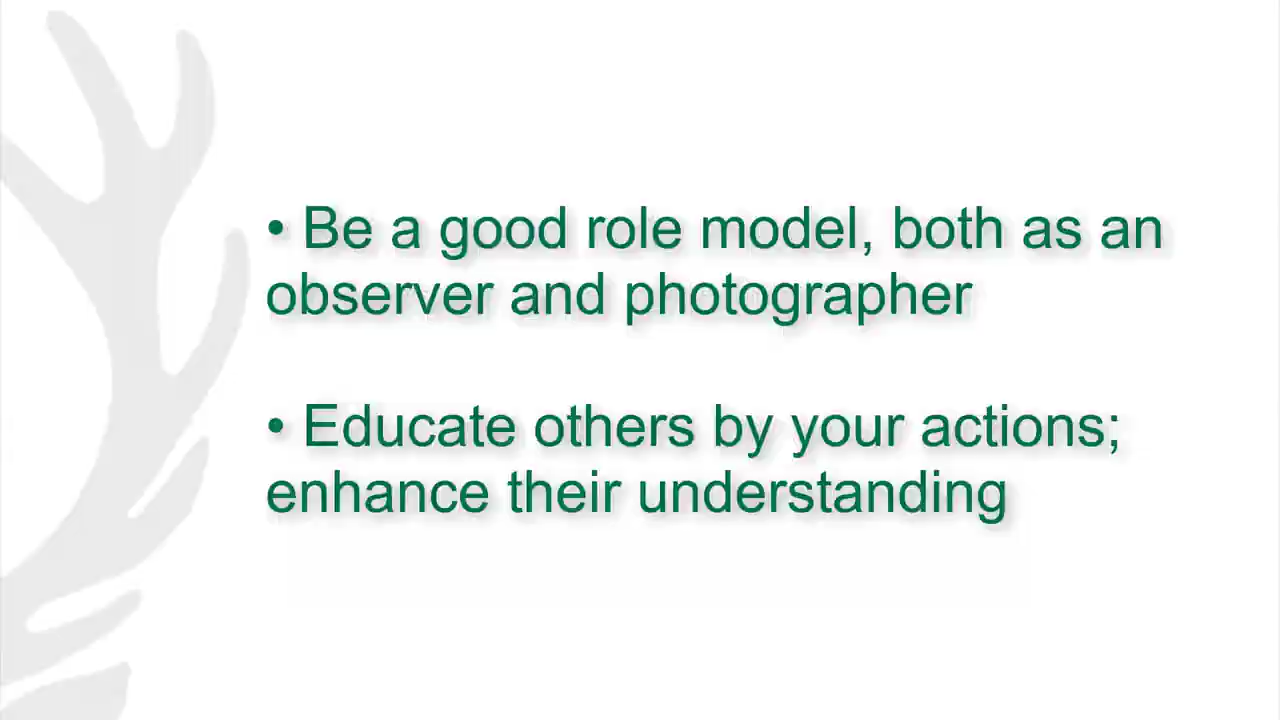 • Be a good role model, both as an
observer and photographer
• Educate others by your actions;
enhance their understanding